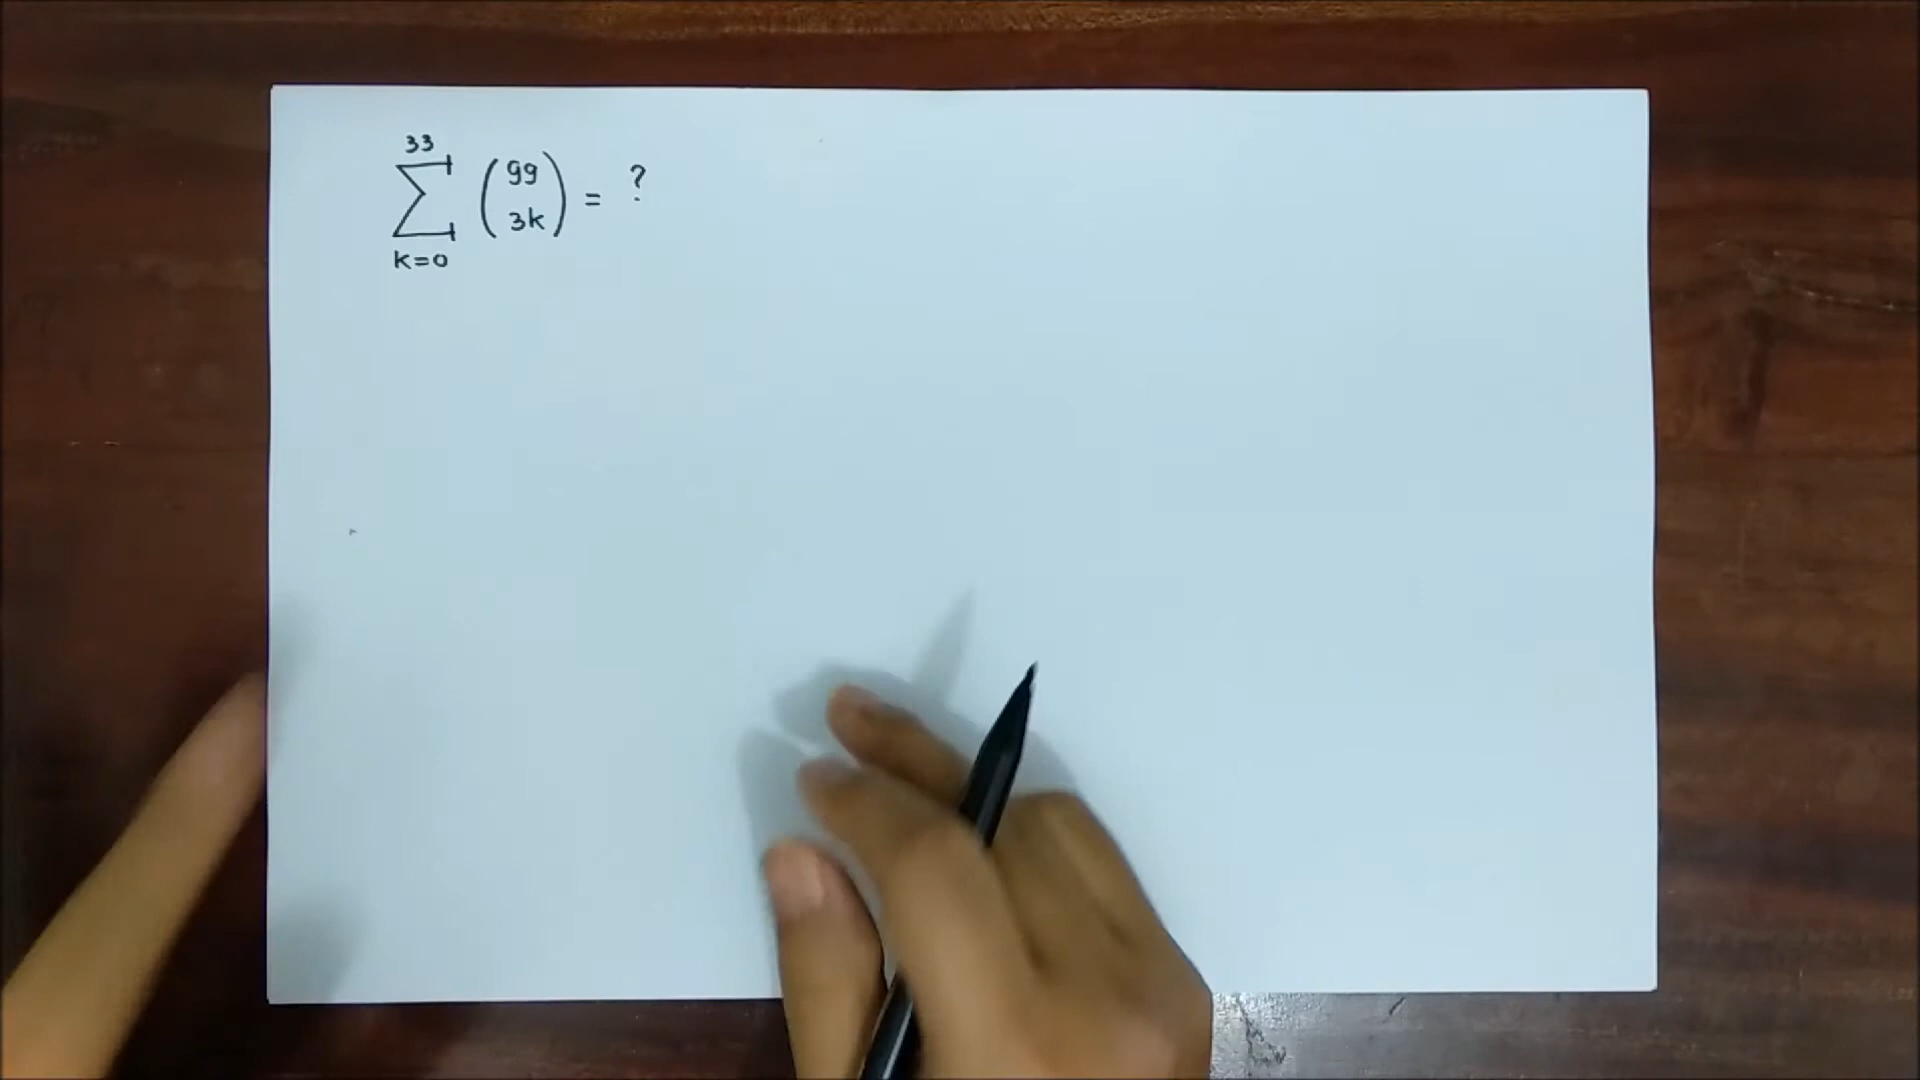 33
∑ (99 3k) = ?
k=0